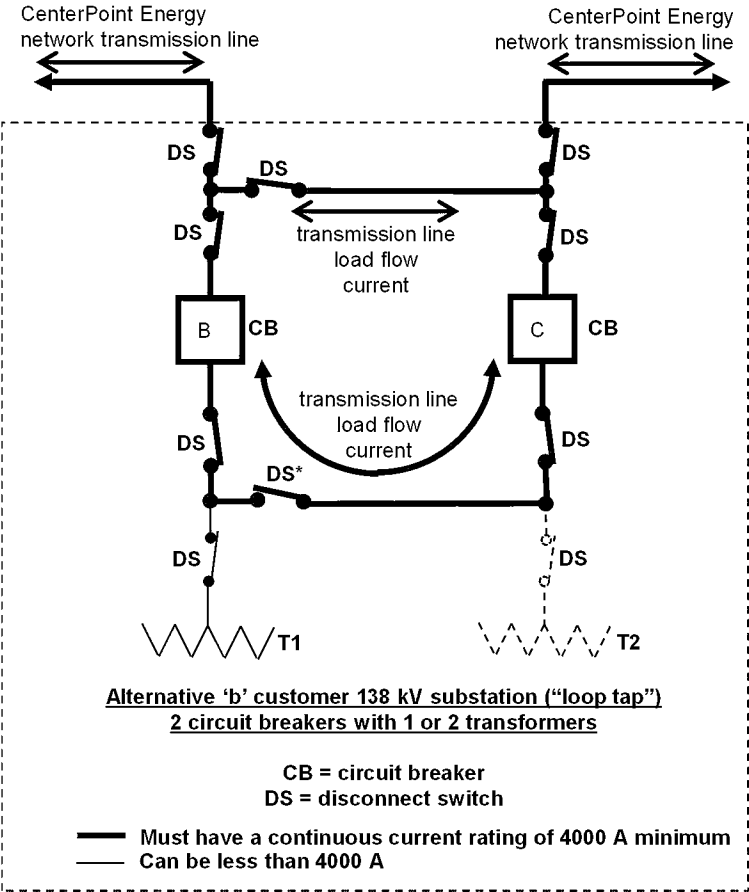 CenterPoint Energy
network transmission line
CenterPoint Energy
network transmission line
DS
DS
DS
DS
transmission line
load flow
current
DS
DS
B
CB
C
CB
transmission line
load flow
current
DS
DS
DS*
DS
DS
T1
T2
Alternative ‘b’ customer 138 kV substation (“loop tap”)
2 circuit breakers with 1 or 2 transformers
CB = circuit breaker
DS = disconnect switch
Must have a continuous current rating of 4000 A minimum
Can be less than 4000 A